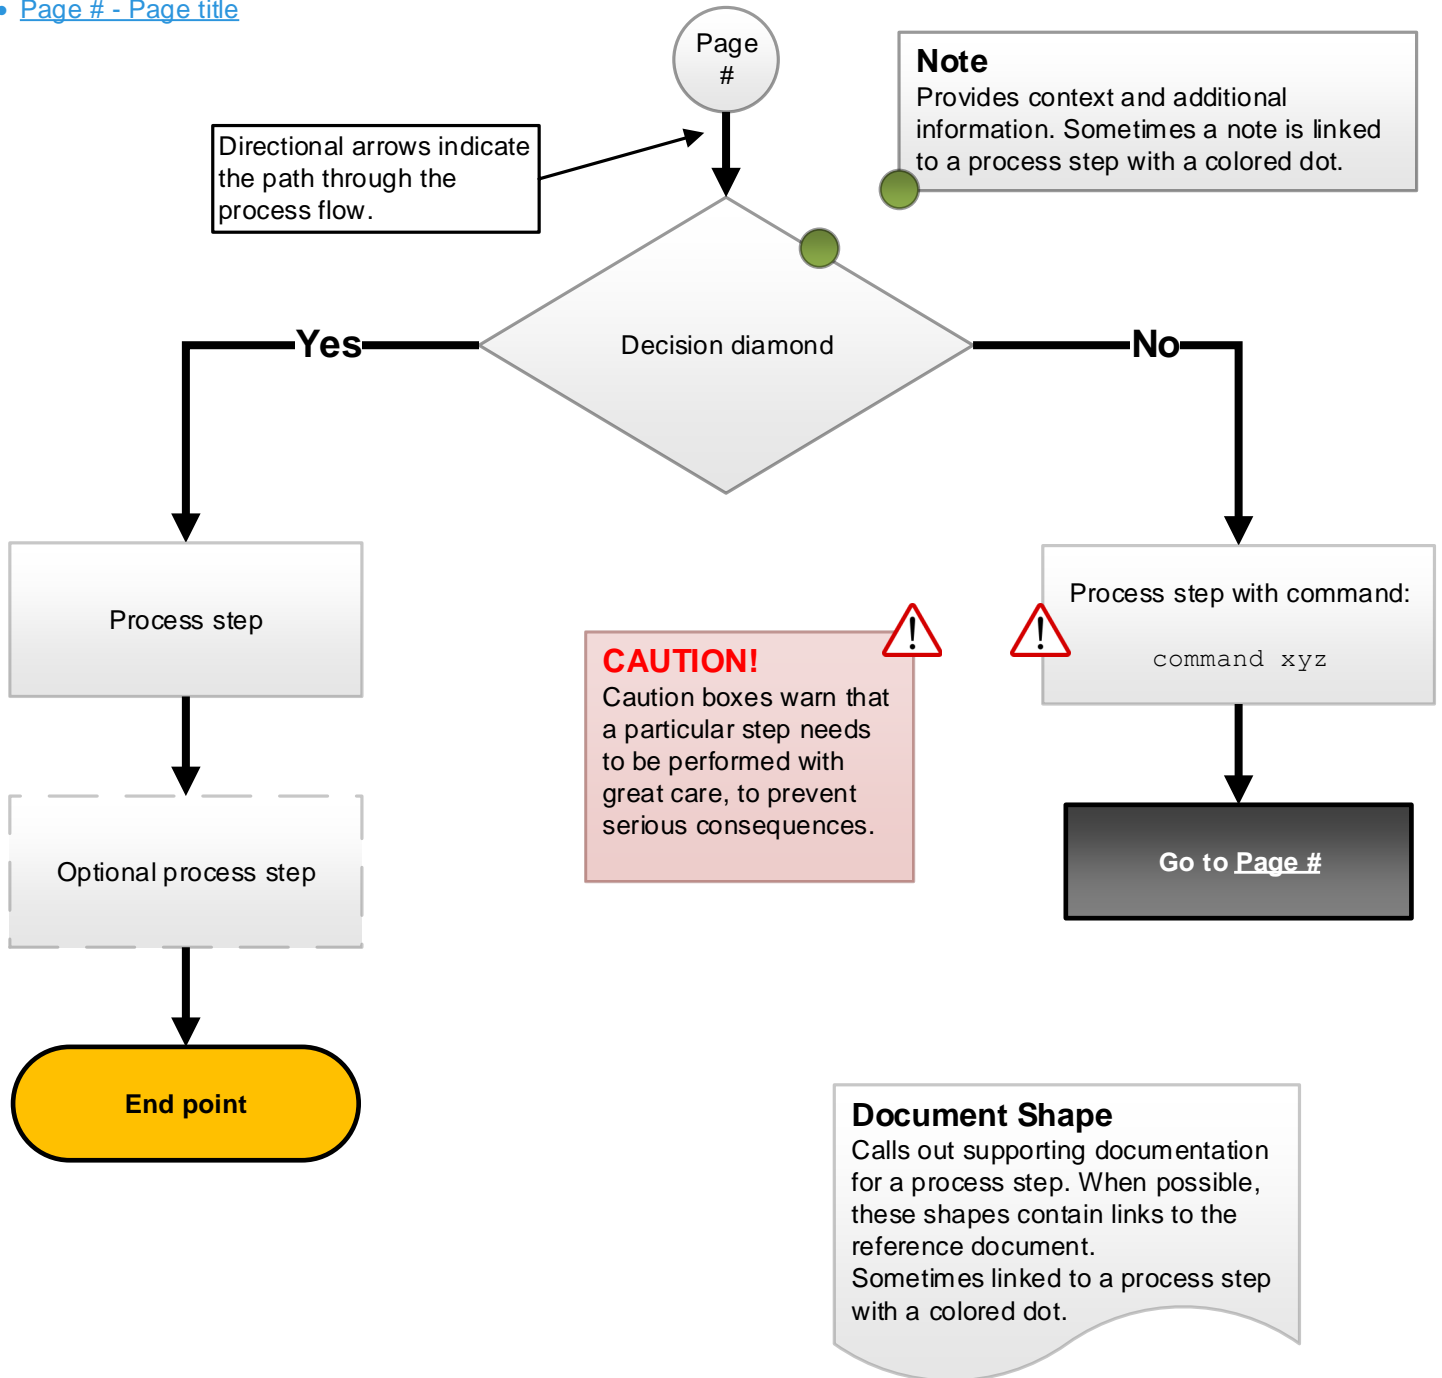 Page # - Page title
Page
#
Note
Provides context and additional
information. Sometimes a note is linked
to a process step with a colored dot.
Directional arrows indicate
the path through the
process flow.
Yes
Decision diamond
No
Process step
Process step with command:
command xyz
CAUTION!
Caution boxes warn that
a particular step needs
to be performed with
great care, to prevent
serious consequences.
Optional process step
Go to Page #
End point
Document Shape
Calls out supporting documentation
for a process step. When possible,
these shapes contain links to the
reference document.
Sometimes linked to a process step
with a colored dot.